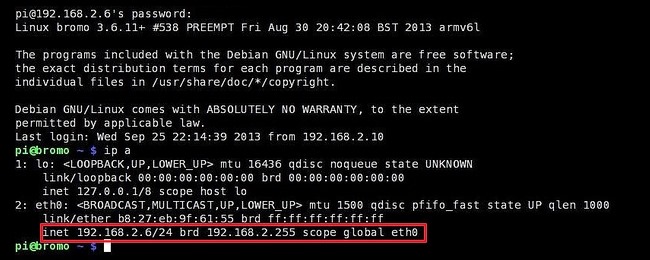 pi@192.168.2.6's password:
Linux bromo 3.6.11+ #538 PREEMPT Fri Aug 30 20:42:08 BST 2013 armv6l
The programs included with the Debian GNU/Linux system are free software;
the exact distribution terms for each program are described in the
individual files in /usr/share/doc/*/copyright.
Debian GNU/Linux comes with ABSOLUTELY NO WARRANTY, to the extent
permitted by applicable law.
Last login: Wed Sep 25 22:14:39 2013 from 192.168.2.10
pi@bromo ~ $ ip a
1: lo: <LOOPBACK,UP,LOWER_UP> mtu 16436 qdisc noqueue state UNKNOWN
link/loopback 00:00:00:00:00:00 brd 00:00:00:00:00:00
inet 127.0.0.1/8 scope host lo
2: eth0: <BROADCAST,MULTICAST,UP,LOWER_UP> mtu 1500 qdisc pfifo_fast state UP qlen 1000
link/ether b8:27:eb:9f:61:55 brd ff:ff:ff:ff:ff:ff
inet 192.168.2.6/24 brd 192.168.2.255 scope global eth0
pi@bromo ~ $